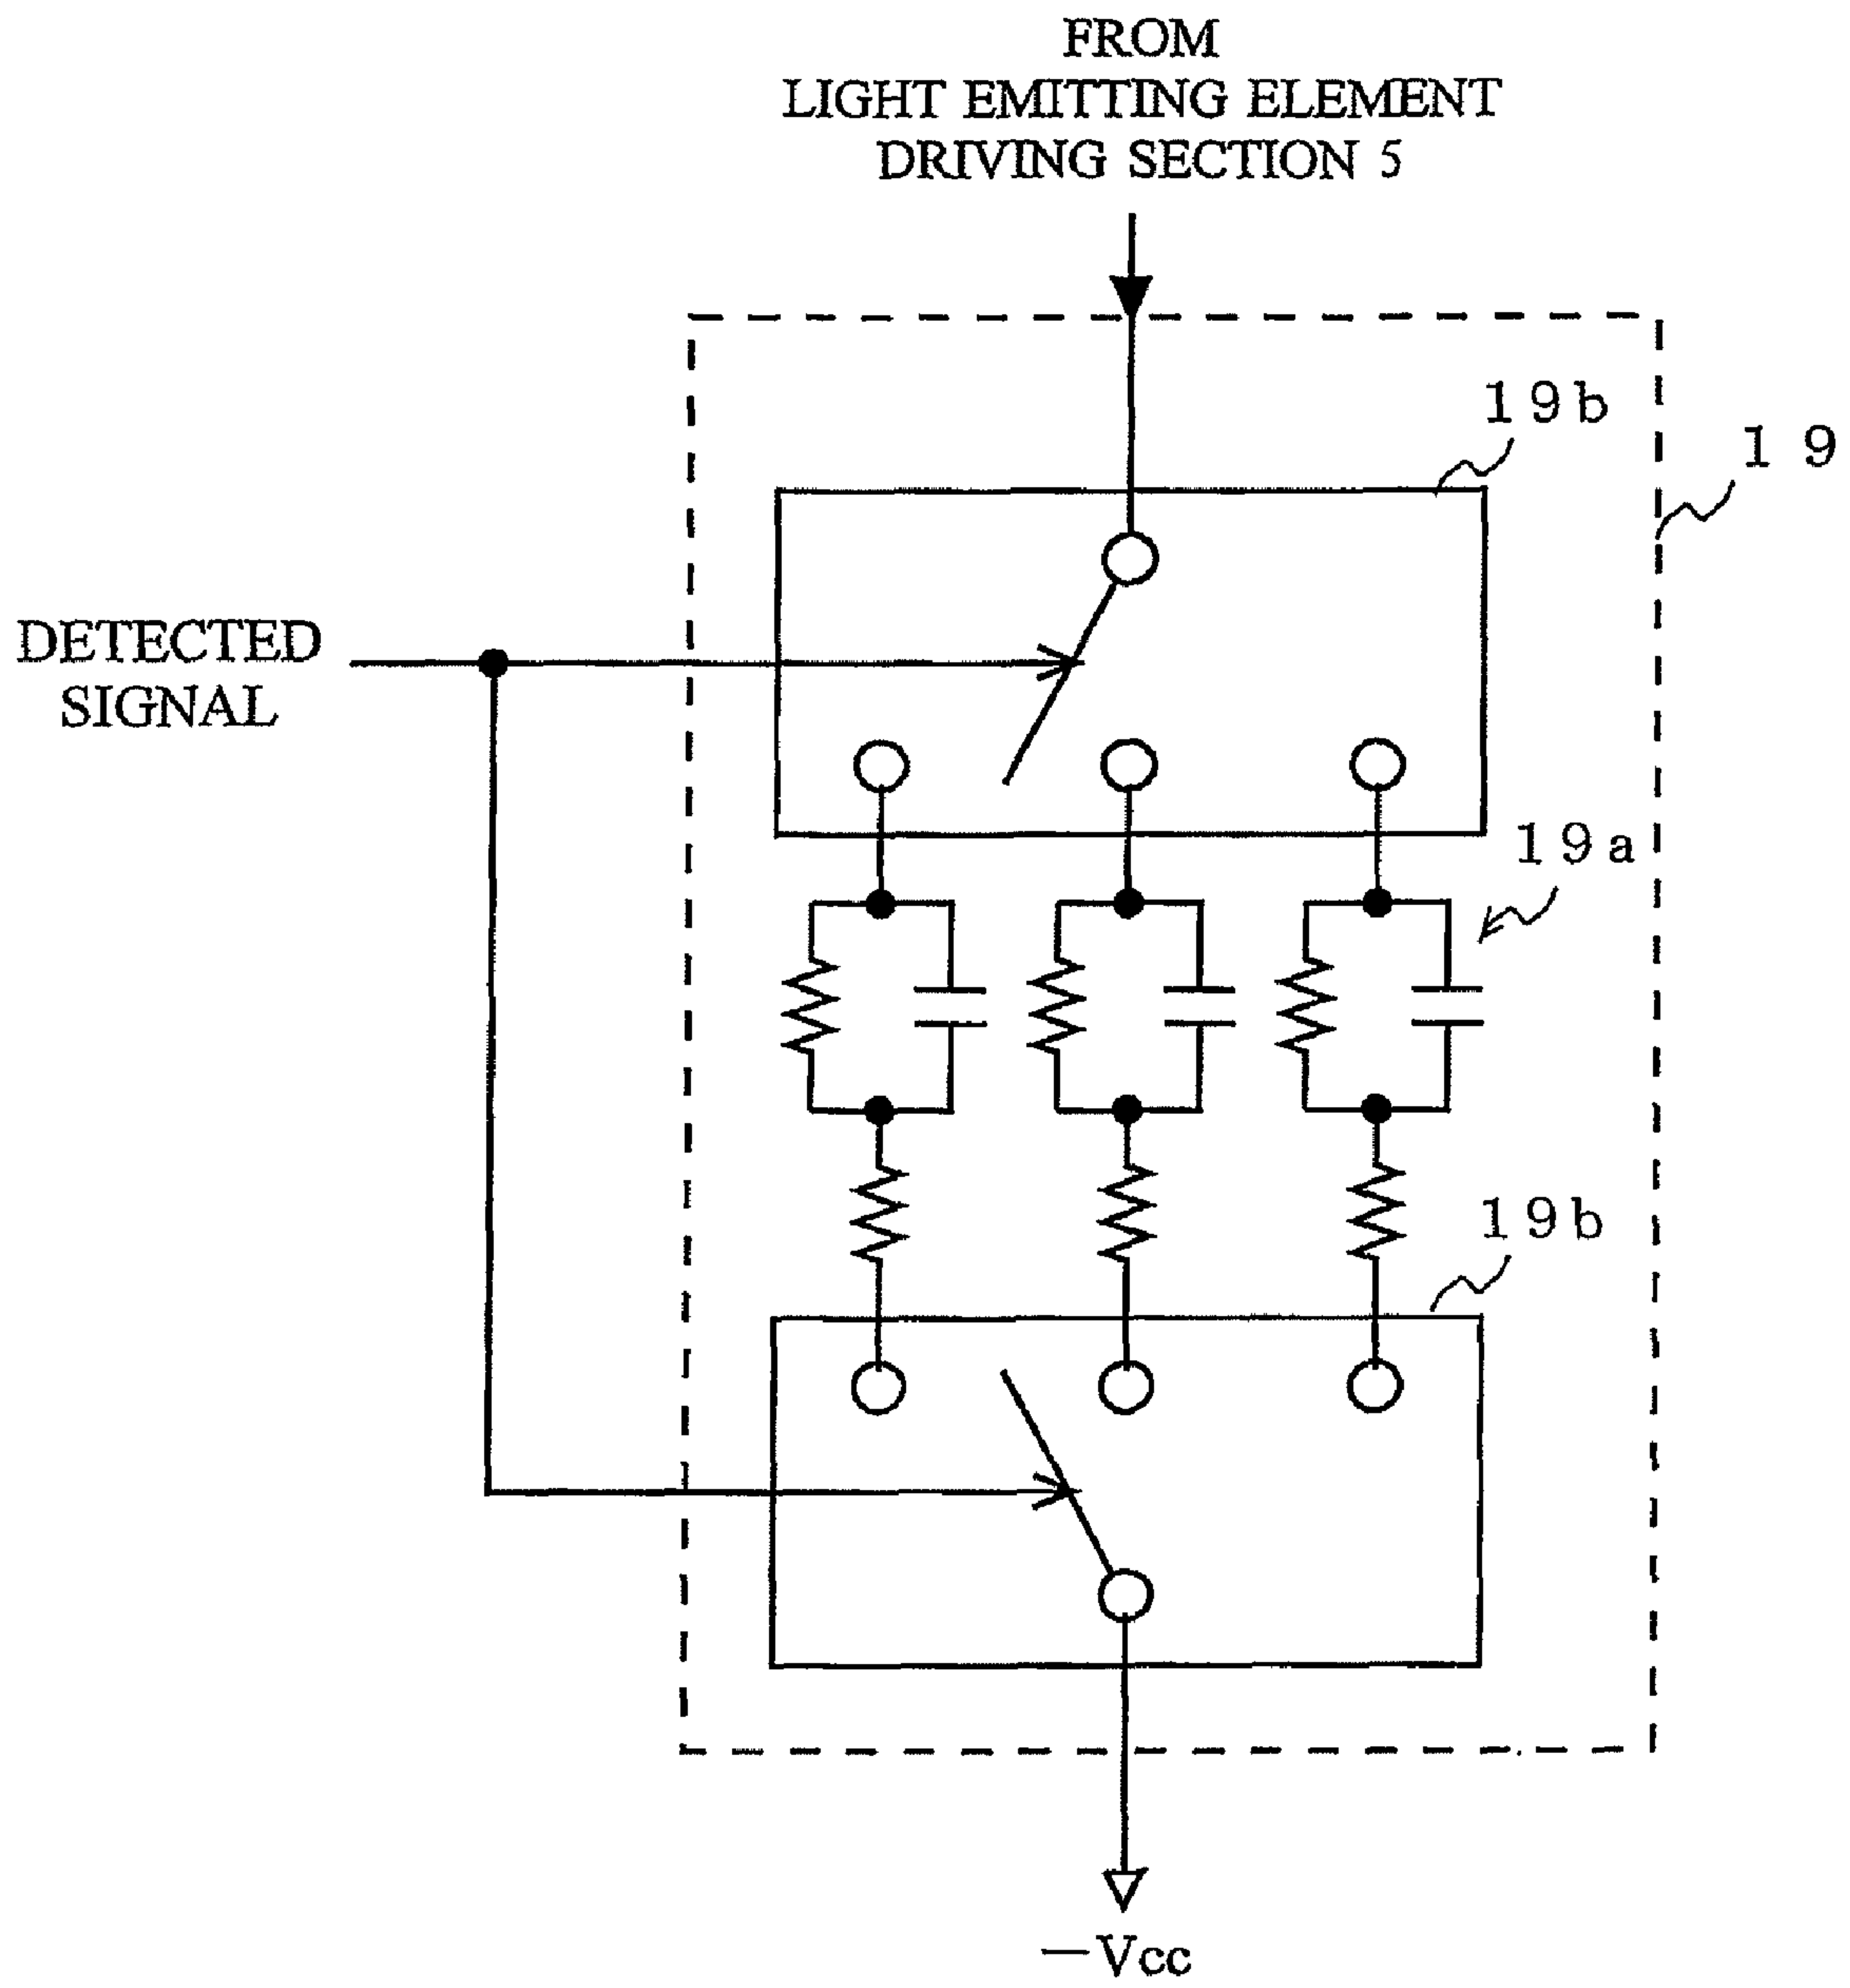 FROM
LIGHT EMITTING ELEMENT
DRIVING SECTION 5
19b
19
DETECTED
SIGNAL
19a
19b
-Vcc